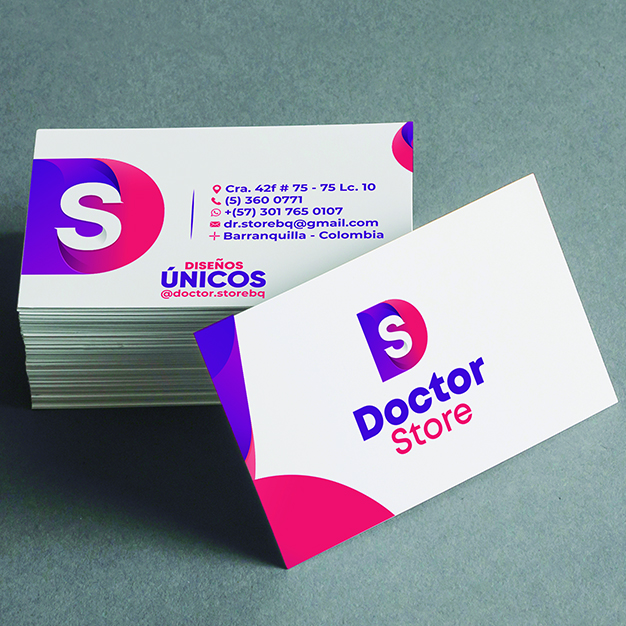 S
Cra. 42f # 75 - 75 Lc. 10
(5) 360 0771
+(57) 301 765 0107
dr.storebq@gmail.com
Barranquilla - Colombia
DISEÑOS
ÚNICOS
@doctor.storebq
S
Doctor
Store